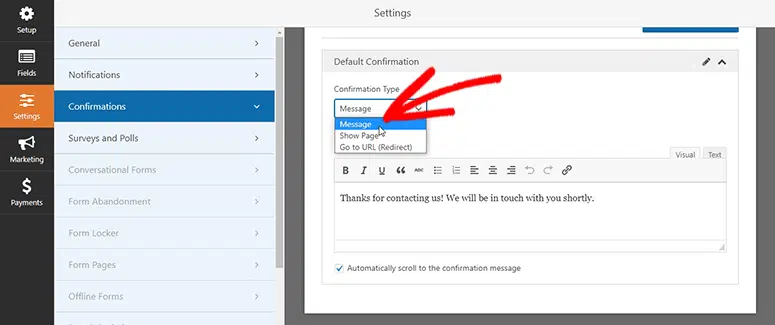 Settings
Setup
Fields
Settings
Marketing
Payments
General
Notifications
Confirmations
Surveys and Polls
Conversational Forms
Form Abandonment
Form Locker
Form Pages
Offline Forms
Default Confirmation
Confirmation Type
Message
Message
Show Page
Go to URL (Redirect)
Visual Text
B I U “ ABC
Thanks for contacting us! We will be in touch with you shortly.
Automatically scroll to the confirmation message